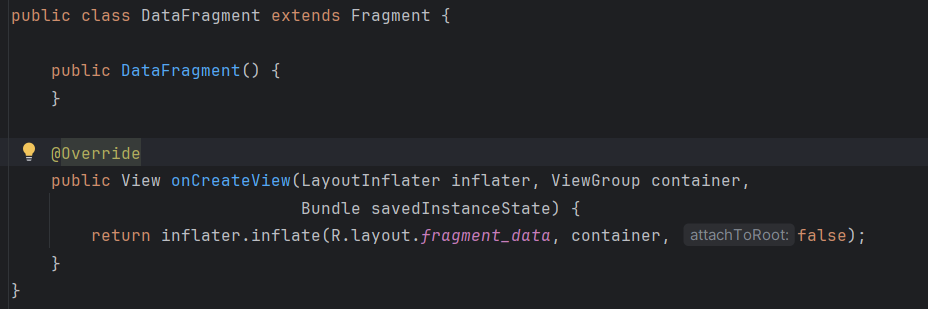 public class DataFragment extends Fragment {
public DataFragment() {
}
@Override
public View onCreateView(LayoutInflater inflater, ViewGroup container,
Bundle savedInstanceState) {
return inflater.inflate(R.layout.fragment_data, container, attachToRoot: false);
}
}